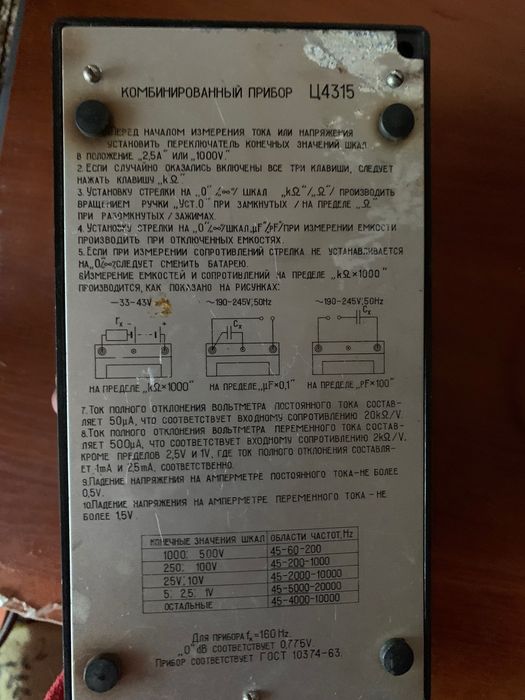 КОМБИНИРОВАННЫЙ ПРИБОР Ц4315
ПЕРЕД НАЧАЛОМ ИЗМЕРЕНИЯ ТОКА ИЛИ НАПРЯЖЕНИЯ
УСТАНОВИТЬ ПЕРЕКЛЮЧАТЕЛЬ КОНЕЧНЫХ ЗНАЧЕНИЙ ШКАЛ
В ПОЛОЖЕНИЕ „2,5А" ИЛИ „1000V."
2. ЕСЛИ СЛУЧАЙНО ОКАЗАЛИСЬ ВКЛЮЧЕНЫ ВСЕ ТРИ КЛАВИШИ, СЛЕДУЕТ
НАЖАТЬ КЛАВИШУ „kΩ"
3. УСТАНОВКУ СТРЕЛКИ НА „0" /„∞"/ ШКАЛ „kΩ"/„Ω"/ ПРОИЗВОДИТЬ
ВРАЩЕНИЕМ РУЧКИ „УСТ.0" ПРИ ЗАМКНУТЫХ /НА ПРЕДЕЛЕ „Ω"
ПРИ РАЗОМКНУТЫХ/ ЗАЖИМАХ.
4. УСТАНОВКУ СТРЕЛКИ НА „0"/„∞"/ШКАЛ„μF"/„pF"/ПРИ ИЗМЕРЕНИИ ЕМКОСТИ
ПРОИЗВОДИТЬ ПРИ ОТКЛЮЧЕННЫХ ЕМКОСТЯХ.
5. ЕСЛИ ПРИ ИЗМЕРЕНИИ СОПРОТИВЛЕНИЙ СТРЕЛКА НЕ УСТАНАВЛИВАЕТСЯ
НА„0"/„∞"/СЛЕДУЕТ СМЕНИТЬ БАТАРЕЮ.
6.ИЗМЕРЕНИЕ ЕМКОСТЕЙ И СОПРОТИВЛЕНИЙ НА ПРЕДЕЛЕ „kΩ×1000"
ПРОИЗВОДИТСЯ, КАК ПОКАЗАНО НА РИСУНКАХ:
—33-43V ~190-245V;50Hz ~190-245V;50Hz
rx − + Cx Cx
НА ПРЕДЕЛЕ „kΩ×1000" НА ПРЕДЕЛЕ„μF×0,1" НА ПРЕДЕЛЕ „pF×100"
7. ТОК ПОЛНОГО ОТКЛОНЕНИЯ ВОЛЬТМЕТРА ПОСТОЯННОГО ТОКА СОСТАВ-
ЛЯЕТ 50μA, ЧТО СООТВЕТСТВУЕТ ВХОДНОМУ СОПРОТИВЛЕНИЮ 20kΩ/V.
8. ТОК ПОЛНОГО ОТКЛОНЕНИЯ ВОЛЬТМЕТРА ПЕРЕМЕННОГО ТОКА СОСТАВ-
ЛЯЕТ 500μA, ЧТО СООТВЕТСТВУЕТ ВХОДНОМУ СОПРОТИВЛЕНИЮ 2kΩ/V.
КРОМЕ ПРЕДЕЛОВ 2,5V И 1V, ГДЕ ТОК ПОЛНОГО ОТКЛОНЕНИЯ СОСТАВЛЯ-
ЕТ 1mA И 2,5mA, СООТВЕТСТВЕННО.
9.ПАДЕНИЕ НАПРЯЖЕНИЯ НА АМПЕРМЕТРЕ ПОСТОЯННОГО ТОКА-НЕ БОЛЕЕ
0,5V.
10.ПАДЕНИЕ НАПРЯЖЕНИЯ НА АМПЕРМЕТРЕ ПЕРЕМЕННОГО ТОКА - НЕ
БОЛЕЕ 1,5V.
КОНЕЧНЫЕ ЗНАЧЕНИЯ ШКАЛ ОБЛАСТИ ЧАСТОТ, Hz
1000; 500V 45-60-200
250; 100V 45-200-1000
25V; 10V 45-2000-10000
5; 2,5; 1V 45-5000-20000
ОСТАЛЬНЫЕ 45-4000-10000
ДЛЯ ПРИБОРА f₀=160Hz.
„0" dB СООТВЕТСТВУЕТ 0,775V
ПРИБОР СООТВЕТСТВУЕТ ГОСТ 10374-63.